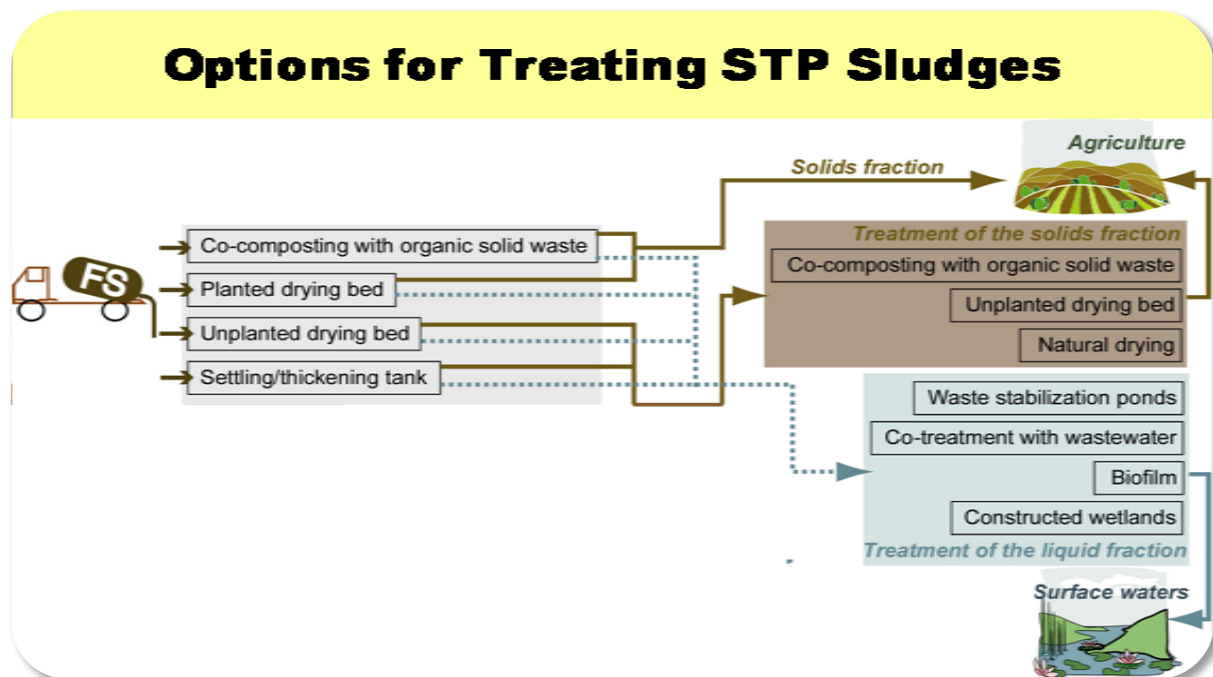 Options for Treating STP Sludges
Agriculture
Solids fraction
FS
Co-composting with organic solid waste
Planted drying bed
Unplanted drying bed
Settling/thickening tank
Treatment of the solids fraction
Co-composting with organic solid waste
Unplanted drying bed
Natural drying
Waste stabilization ponds
Co-treatment with wastewater
Biofilm
Constructed wetlands
Treatment of the liquid fraction
Surface waters